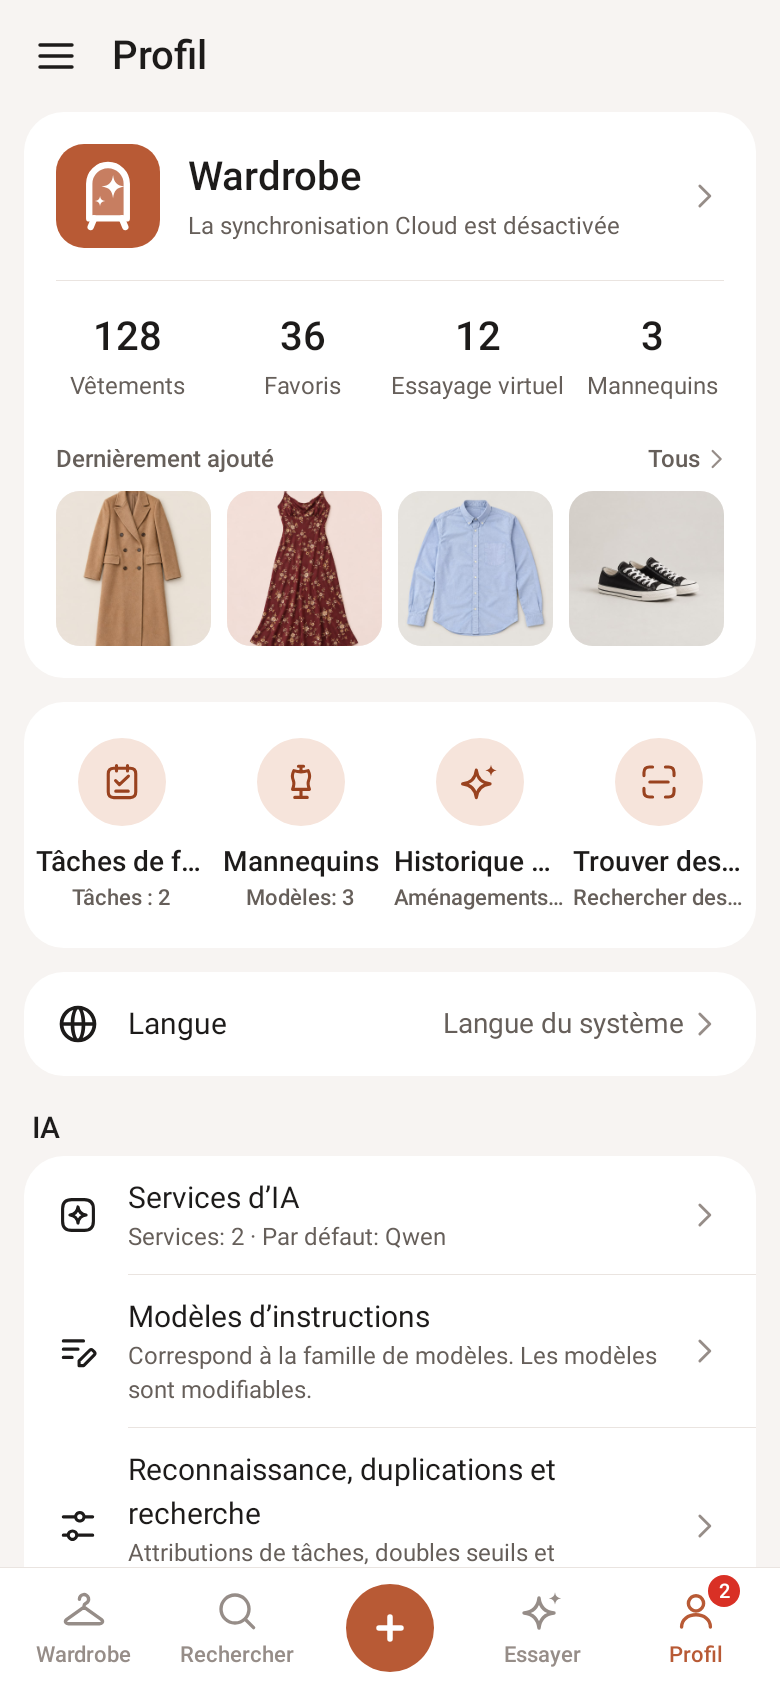 Profil
Wardrobe
La synchronisation Cloud est désactivée
128
36
12
3
Vêtements
Favoris
Essayage virtuel
Mannequins
Dernièrement ajouté
Tous
Tâches de f...
Mannequins
Historique ...
Trouver des...
Tâches : 2
Modèles: 3
Aménagements...
Rechercher des...
Langue
Langue du système
IA
Services d’IA
Services: 2 · Par défaut: Qwen
Modèles d’instructions
Correspond à la famille de modèles. Les modèles
sont modifiables.
Reconnaissance, duplications et
recherche
Attributions de tâches, doubles seuils et
2
Wardrobe
Rechercher
Essayer
Profil